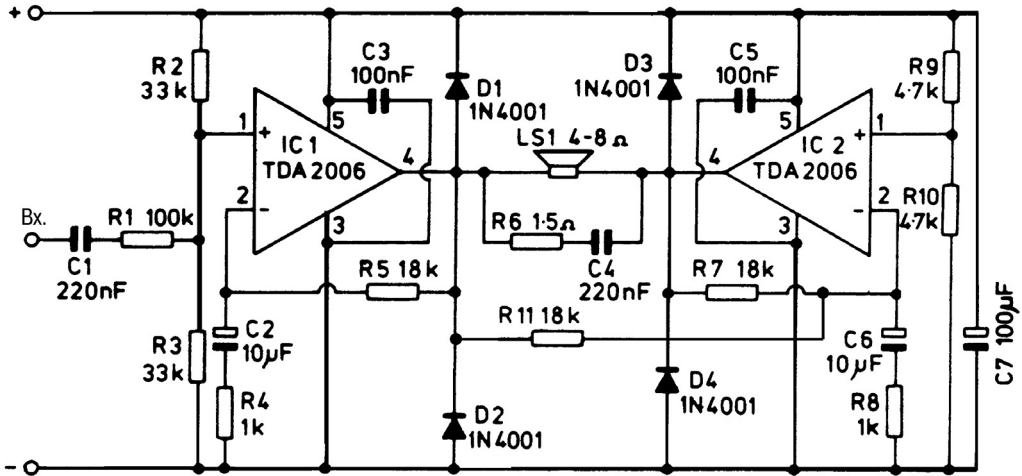 +
R2
33k
C3
100nF
D1
1N4001
D3
1N4001
C5
100nF
R9
4·7k
1
+
5
IC1
TDA2006
4
LS1 4-8Ω
4
5
IC 2
TDA2006
+
1
2
-
3
R6 1·5Ω
C4
220nF
3
-
2
R10
4·7k
Bx.
R1 100k
C1
220nF
R5 18k
R7 18k
R11 18k
C2
10µF
C6
10µF
C7 100µF
R3
33k
R4
1k
D2
1N4001
D4
1N4001
R8
1k
-